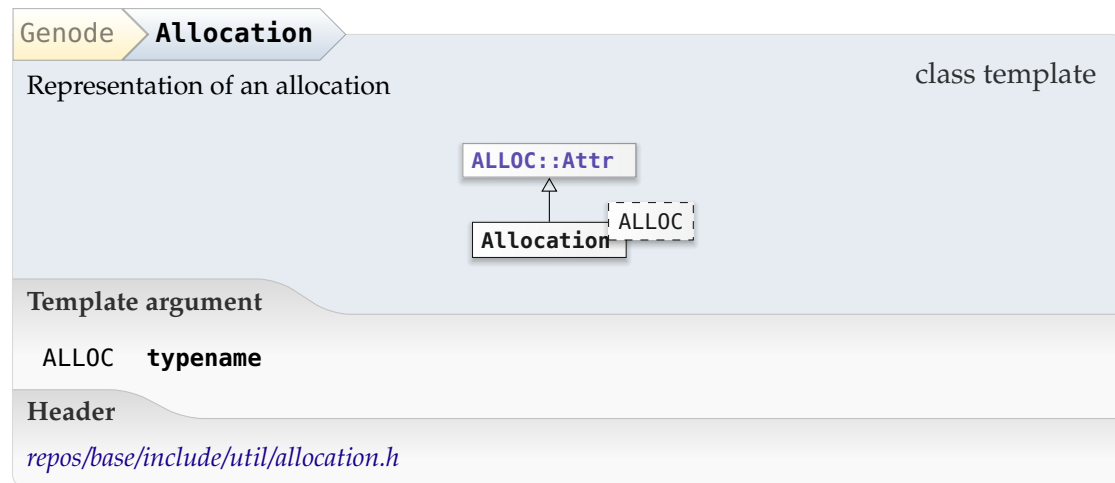 Genode Allocation
Representation of an allocation
class template
ALLOC::Attr
ALLOC
Allocation
Template argument
ALLOC typename
Header
repos/base/include/util/allocation.h